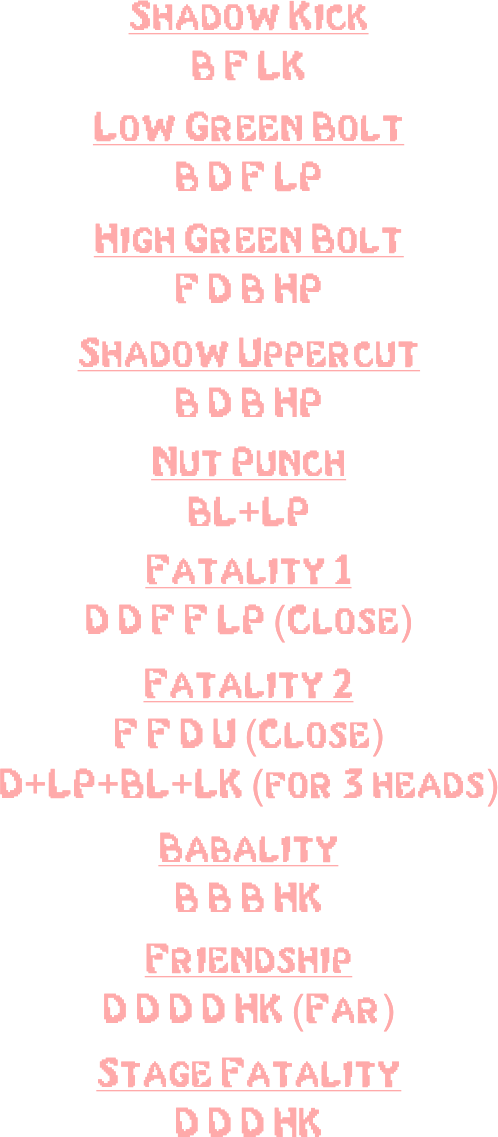 Shadow Kick
B F LK
Low Green Bolt
B D F LP
High Green Bolt
F D B HP
Shadow Uppercut
B D B HP
Nut Punch
BL+LP
Fatality 1
D D F F LP (Close)
Fatality 2
F F D U (Close)
D+LP+BL+LK (for 3 heads)
Babality
B B B HK
Friendship
D D D D HK (Far)
Stage Fatality
D D D HK